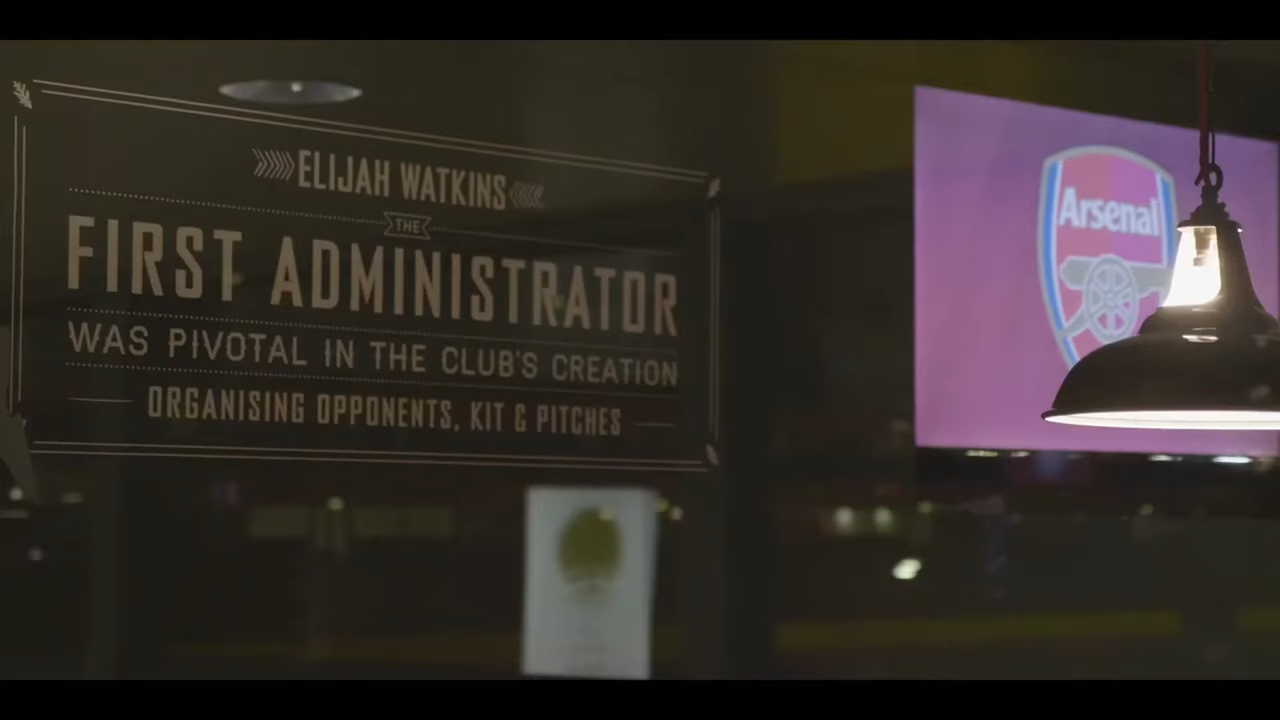 ELIJAH WATKINS
THE
FIRST ADMINISTRATOR
WAS PIVOTAL IN THE CLUB'S CREATION
ORGANISING OPPONENTS, KIT & PITCHES
Arsenal